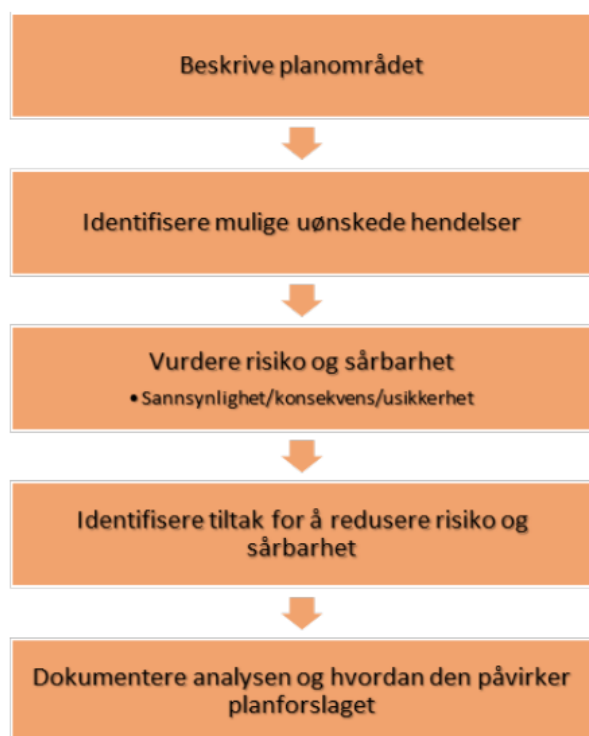 Beskrive planområdet
Identifisere mulige uønskede hendelser
Vurdere risiko og sårbarhet
• Sannsynlighet/konsekvens/usikkerhet
Identifisere tiltak for å redusere risiko og
sårbarhet
Dokumentere analysen og hvordan den påvirker
planforslaget